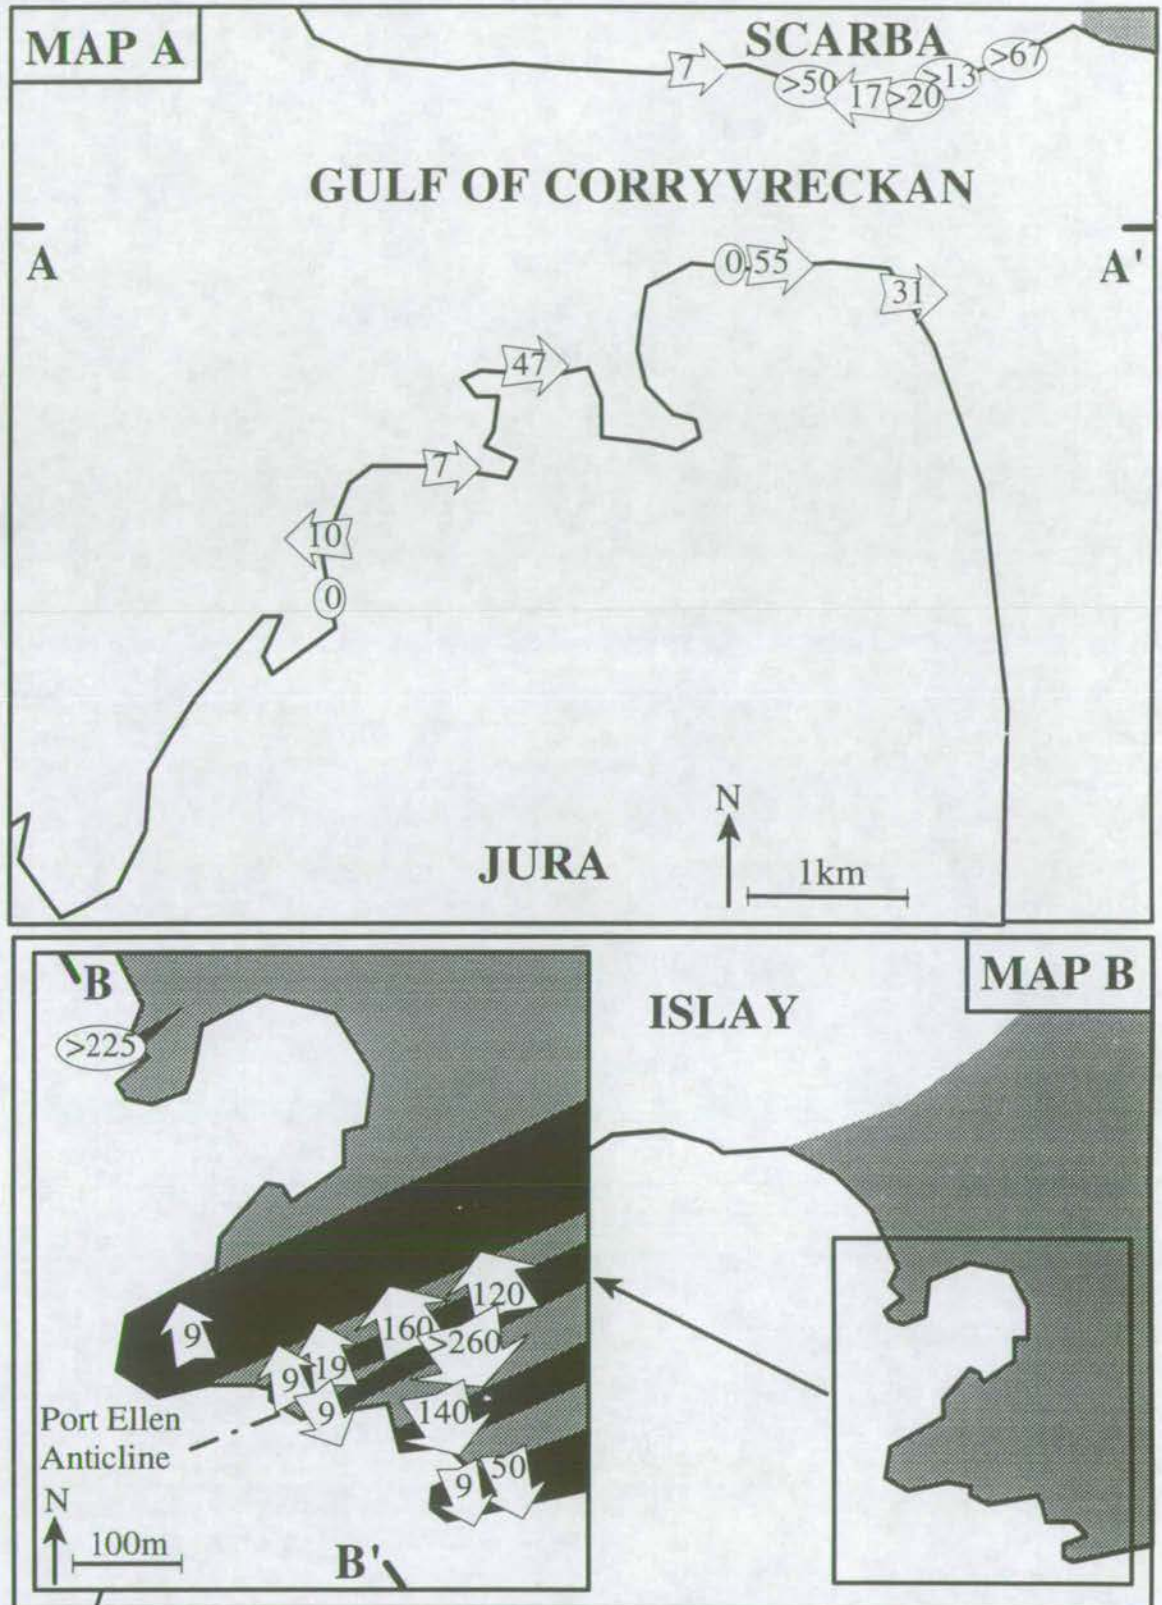 MAP A
SCARBA
7
>50
17
>20
>13
>67
GULF OF CORRYVRECKAN
A
A'
0
55
31
47
7
10
0
N
JURA
1km
MAP B
B
ISLAY
>225
120
160
>260
9
9
19
9
140
50
9
Port Ellen
Anticline
N
100m
B'